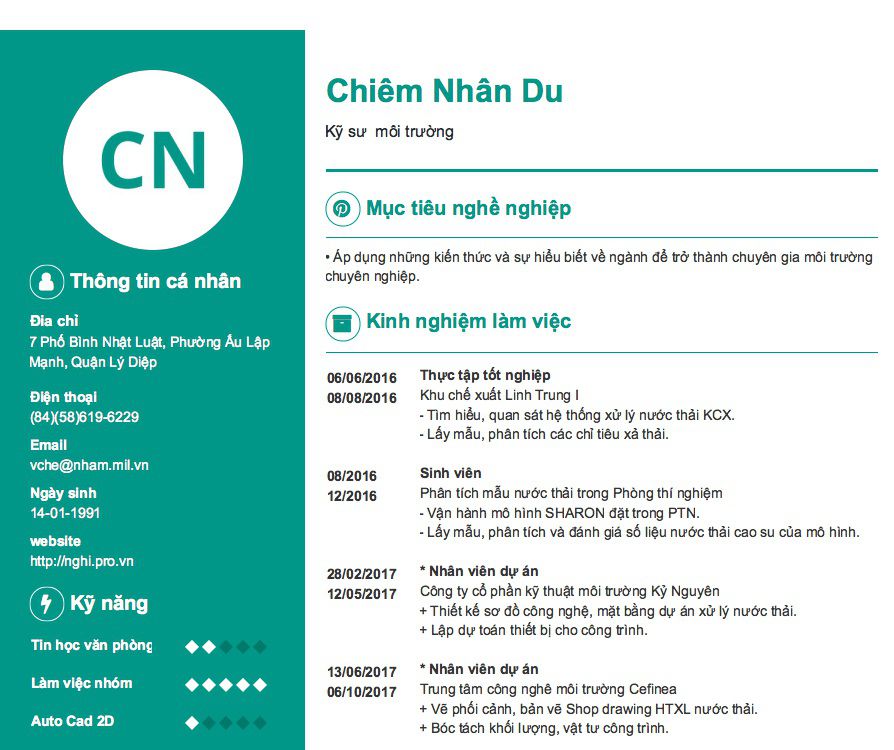 CN
Thông tin cá nhân
Địa chỉ
7 Phố Bình Nhật Luật, Phường Ấu Lập
Mạnh, Quận Lý Diệp
Điện thoại
(84)(58)619-6229
Email
vche@nham.mil.vn
Ngày sinh
14-01-1991
website
http://nghi.pro.vn
Kỹ năng
Tin học văn phòng
Làm việc nhóm
Auto Cad 2D
Chiêm Nhân Du
Kỹ sư môi trường
Mục tiêu nghề nghiệp
• Áp dụng những kiến thức và sự hiểu biết về ngành để trở thành chuyên gia môi trường
chuyên nghiệp.
Kinh nghiệm làm việc
06/06/2016 Thực tập tốt nghiệp
08/08/2016 Khu chế xuất Linh Trung I
- Tìm hiểu, quan sát hệ thống xử lý nước thải KCX.
- Lấy mẫu, phân tích các chỉ tiêu xả thải.
08/2016 Sinh viên
12/2016 Phân tích mẫu nước thải trong Phòng thí nghiệm
- Vận hành mô hình SHARON đặt trong PTN.
- Lấy mẫu, phân tích và đánh giá số liệu nước thải cao su của mô hình.
28/02/2017 * Nhân viên dự án
12/05/2017 Công ty cổ phần kỹ thuật môi trường Kỷ Nguyên
+ Thiết kế sơ đồ công nghệ, mặt bằng dự án xử lý nước thải.
+ Lập dự toán thiết bị cho công trình.
13/06/2017 * Nhân viên dự án
06/10/2017 Trung tâm công nghê môi trường Cefinea
+ Vẽ phối cảnh, bản vẽ Shop drawing HTXL nước thải.
+ Bóc tách khối lượng, vật tư công trình.